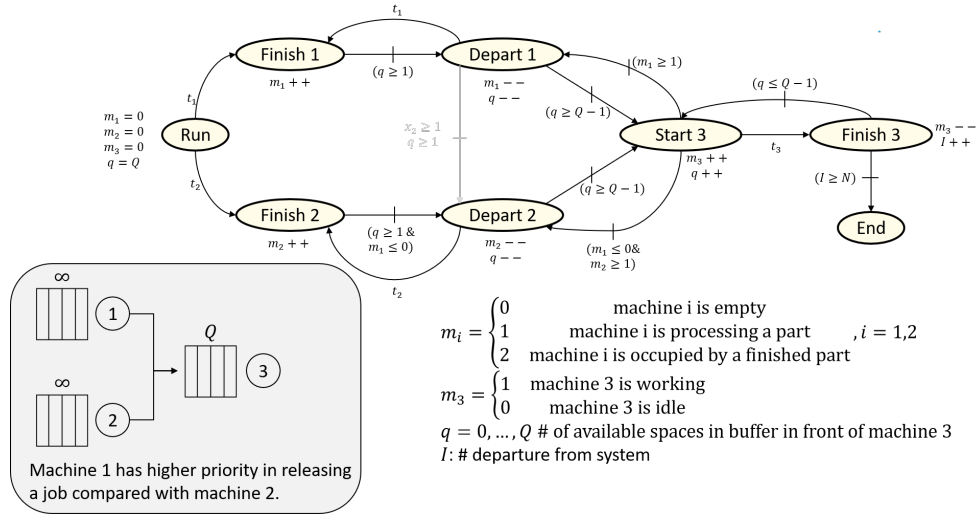 t₁
Finish 1
m₁ + +
(q ≥ 1)
Depart 1
m₁ − −
q − −
(m₁ ≥ 1)
(q ≤ Q − 1)
(q ≥ Q − 1)
t₁
m₁ = 0
m₂ = 0
m₃ = 0
q = Q
Run
x₂ ≥ 1
q ≥ 1
Start 3
m₃ + +
q + +
t₃
Finish 3
m₃ − −
I + +
t₂
(q ≥ Q − 1)
(I ≥ N)
End
Finish 2
m₂ + +
(q ≥ 1 &
m₁ ≤ 0)
Depart 2
m₂ − −
q − −
(m₁ ≤ 0&
m₂ ≥ 1)
t₂
∞
1
Q
3
∞
2
Machine 1 has higher priority in releasing
a job compared with machine 2.
mᵢ = {0 machine i is empty
1 machine i is processing a part , i = 1,2
2 machine i is occupied by a finished part
m₃ = {1 machine 3 is working
0 machine 3 is idle
q = 0, … , Q # of available spaces in buffer in front of machine 3
I: # departure from system